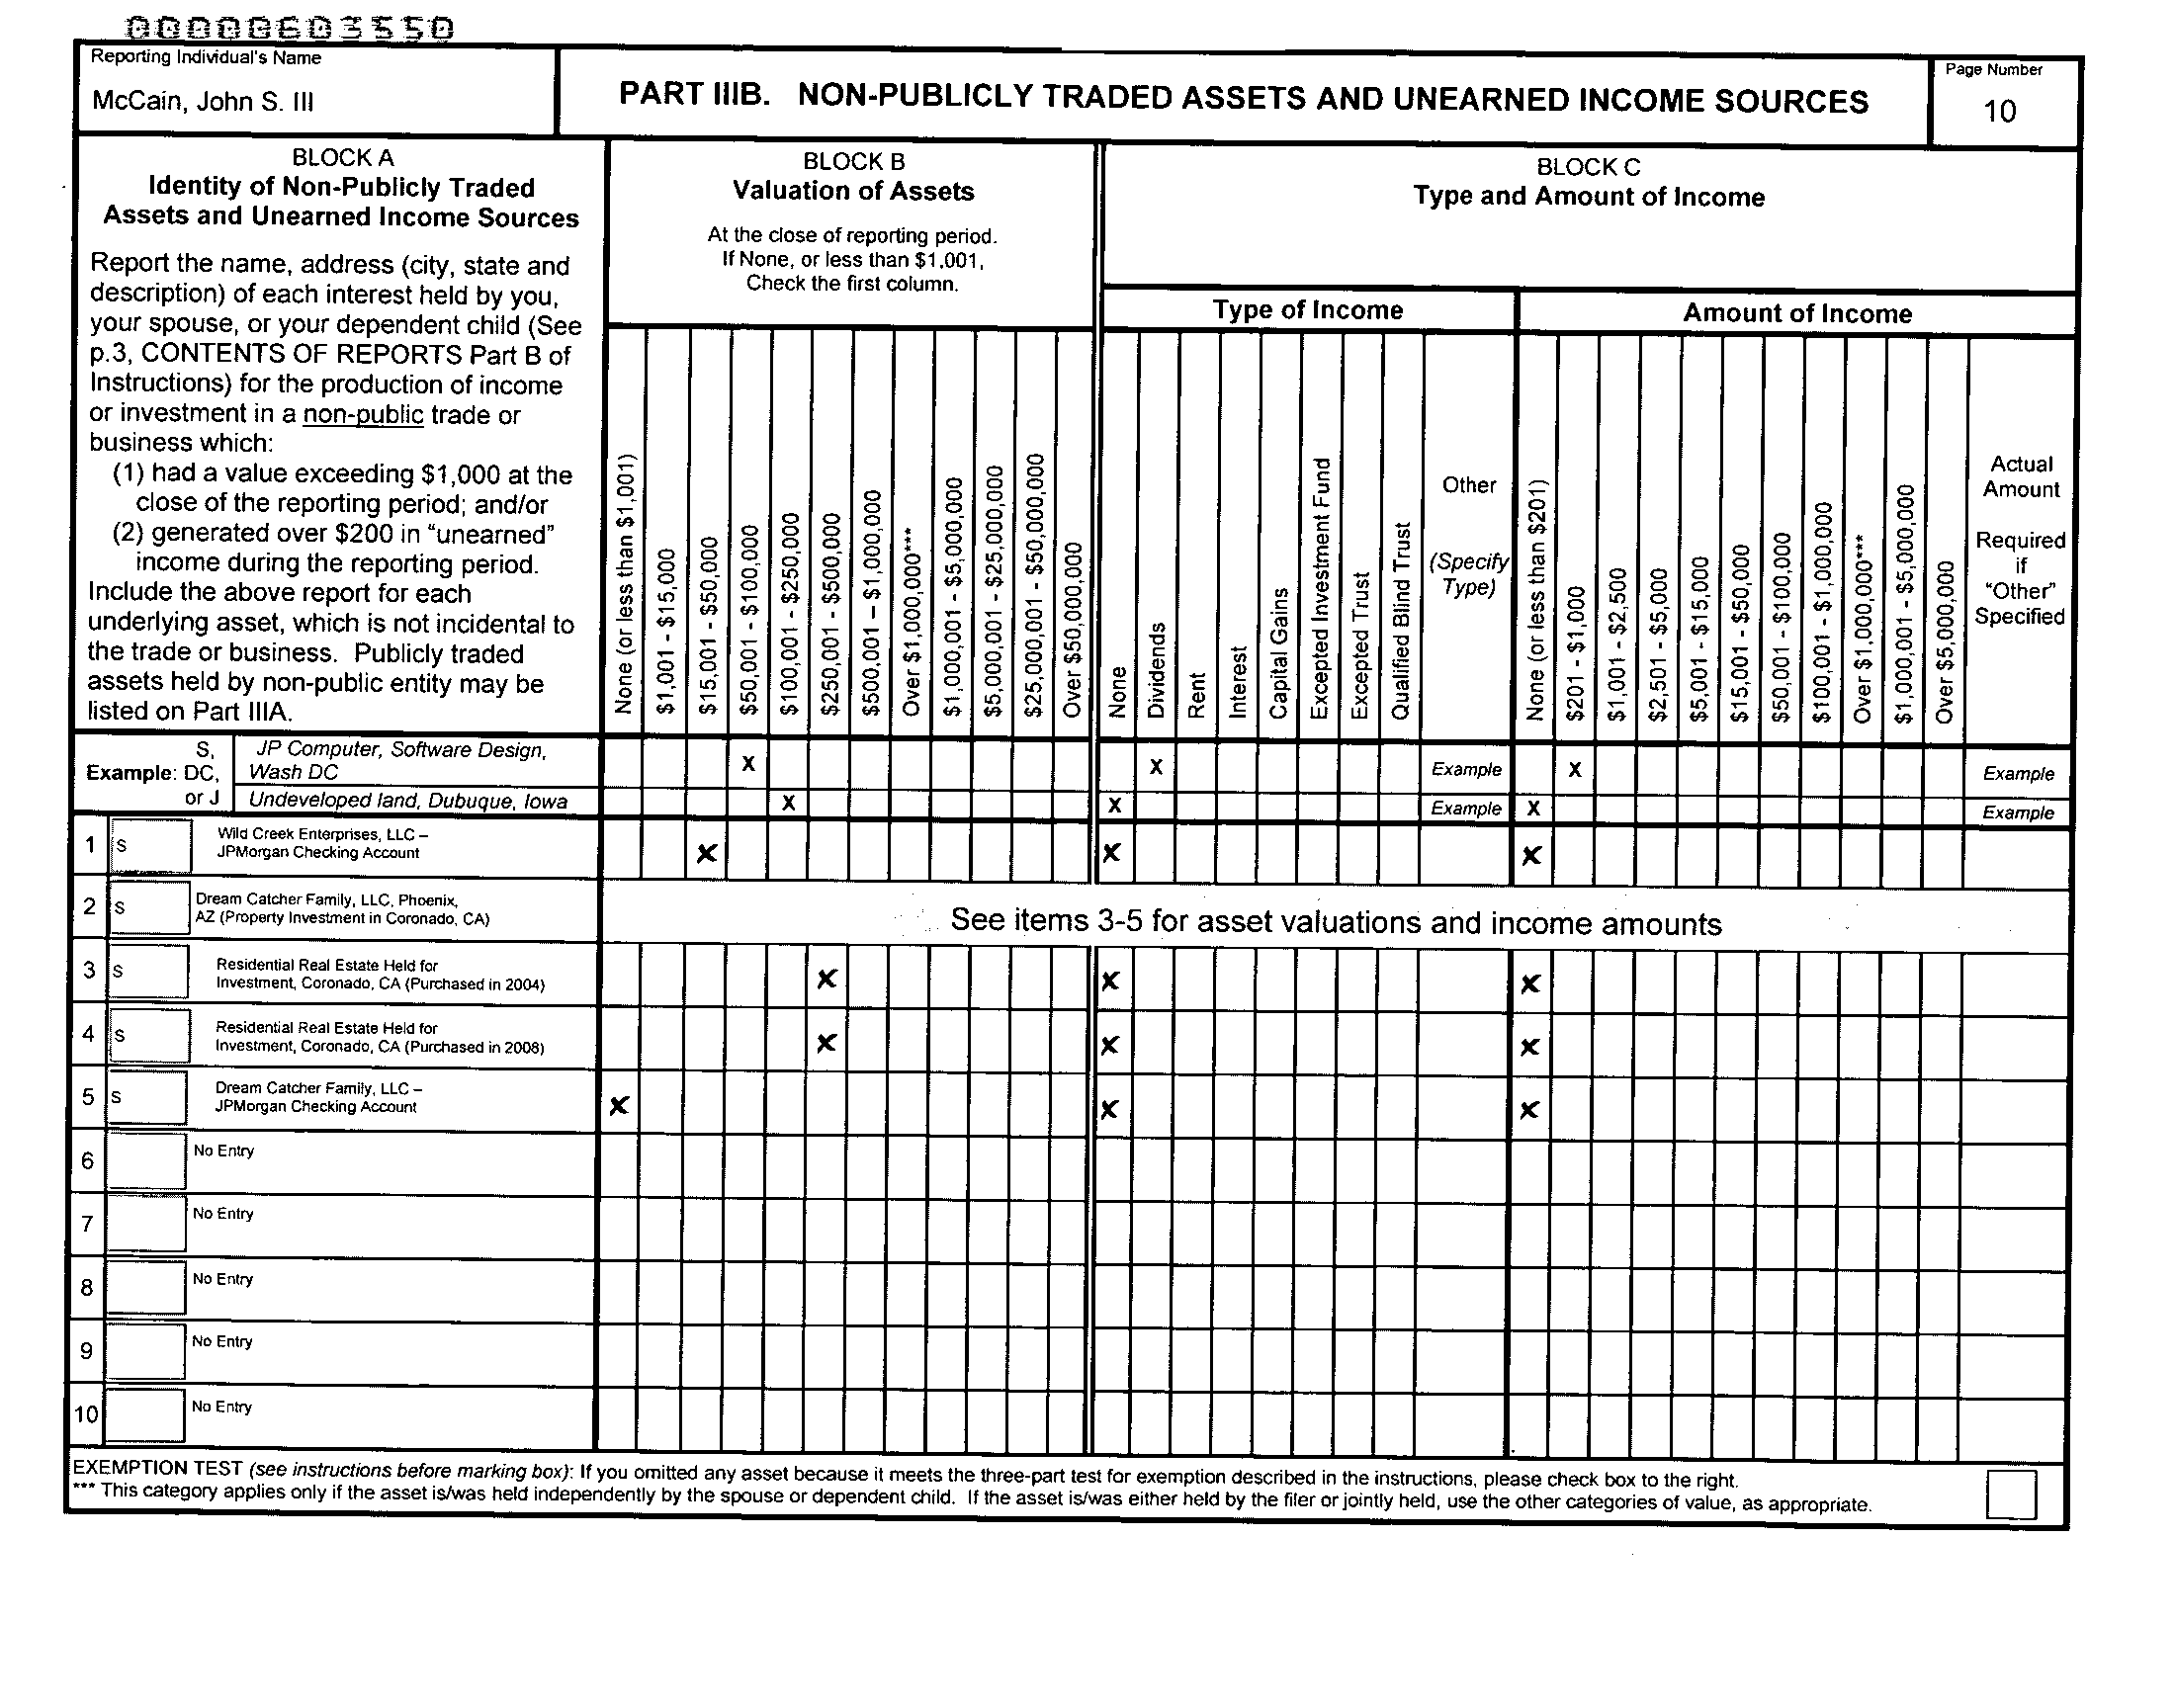 00000603550
Reporting Individual's Name
McCain, John S. III
PART IIIB. NON-PUBLICLY TRADED ASSETS AND UNEARNED INCOME SOURCES
Page Number
10
BLOCK A
Identity of Non-Publicly Traded
Assets and Unearned Income Sources
Report the name, address (city, state and
description) of each interest held by you,
your spouse, or your dependent child (See
p.3, CONTENTS OF REPORTS Part B of
Instructions) for the production of income
or investment in a non-public trade or
business which:
(1) had a value exceeding $1,000 at the
close of the reporting period; and/or
(2) generated over $200 in “unearned”
income during the reporting period.
Include the above report for each
underlying asset, which is not incidental to
the trade or business. Publicly traded
assets held by non-public entity may be
listed on Part IIIA.
BLOCK B
Valuation of Assets
At the close of reporting period.
If None, or less than $1,001,
Check the first column.
None (or less than $1,001)
$1,001 - $15,000
$15,001 - $50,000
$50,001 - $100,000
$100,001 - $250,000
$250,001 - $500,000
$500,001 – $1,000,000
Over $1,000,000***
$1,000,001 - $5,000,000
$5,000,001 - $25,000,000
$25,000,001 - $50,000,000
Over $50,000,000
BLOCK C
Type and Amount of Income
Type of Income
None
Dividends
Rent
Interest
Capital Gains
Excepted Investment Fund
Excepted Trust
Qualified Blind Trust
Other
(Specify
Type)
Amount of Income
None (or less than $201)
$201 - $1,000
$1,001 - $2,500
$2,501 - $5,000
$5,001 - $15,000
$15,001 - $50,000
$50,001 - $100,000
$100,001 - $1,000,000
Over $1,000,000***
$1,000,001 - $5,000,000
Over $5,000,000
Actual
Amount
Required
if
“Other”
Specified
Example:
S,
DC,
or J
JP Computer, Software Design,
Wash DC
X X Example X Example
Undeveloped land, Dubuque, Iowa X X Example X Example
1 S Wild Creek Enterprises, LLC –
JPMorgan Checking Account
X X X
2 S Dream Catcher Family, LLC, Phoenix,
AZ (Property Investment in Coronado, CA)
See items 3-5 for asset valuations and income amounts
3 S Residential Real Estate Held for
Investment, Coronado, CA (Purchased in 2004)
X X X
4 S Residential Real Estate Held for
Investment, Coronado, CA (Purchased in 2008)
X X X
5 S Dream Catcher Family, LLC –
JPMorgan Checking Account
X X X
6 No Entry
7 No Entry
8 No Entry
9 No Entry
10 No Entry
EXEMPTION TEST (see instructions before marking box): If you omitted any asset because it meets the three-part test for exemption described in the instructions, please check box to the right.
*** This category applies only if the asset is/was held independently by the spouse or dependent child. If the asset is/was either held by the filer or jointly held, use the other categories of value, as appropriate.